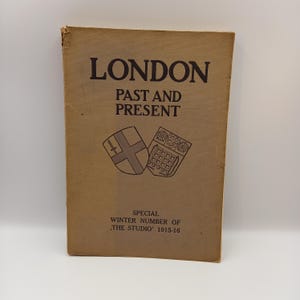 LONDON
PAST AND
PRESENT
SPECIAL
WINTER NUMBER OF
'THE STUDIO' 1915-16